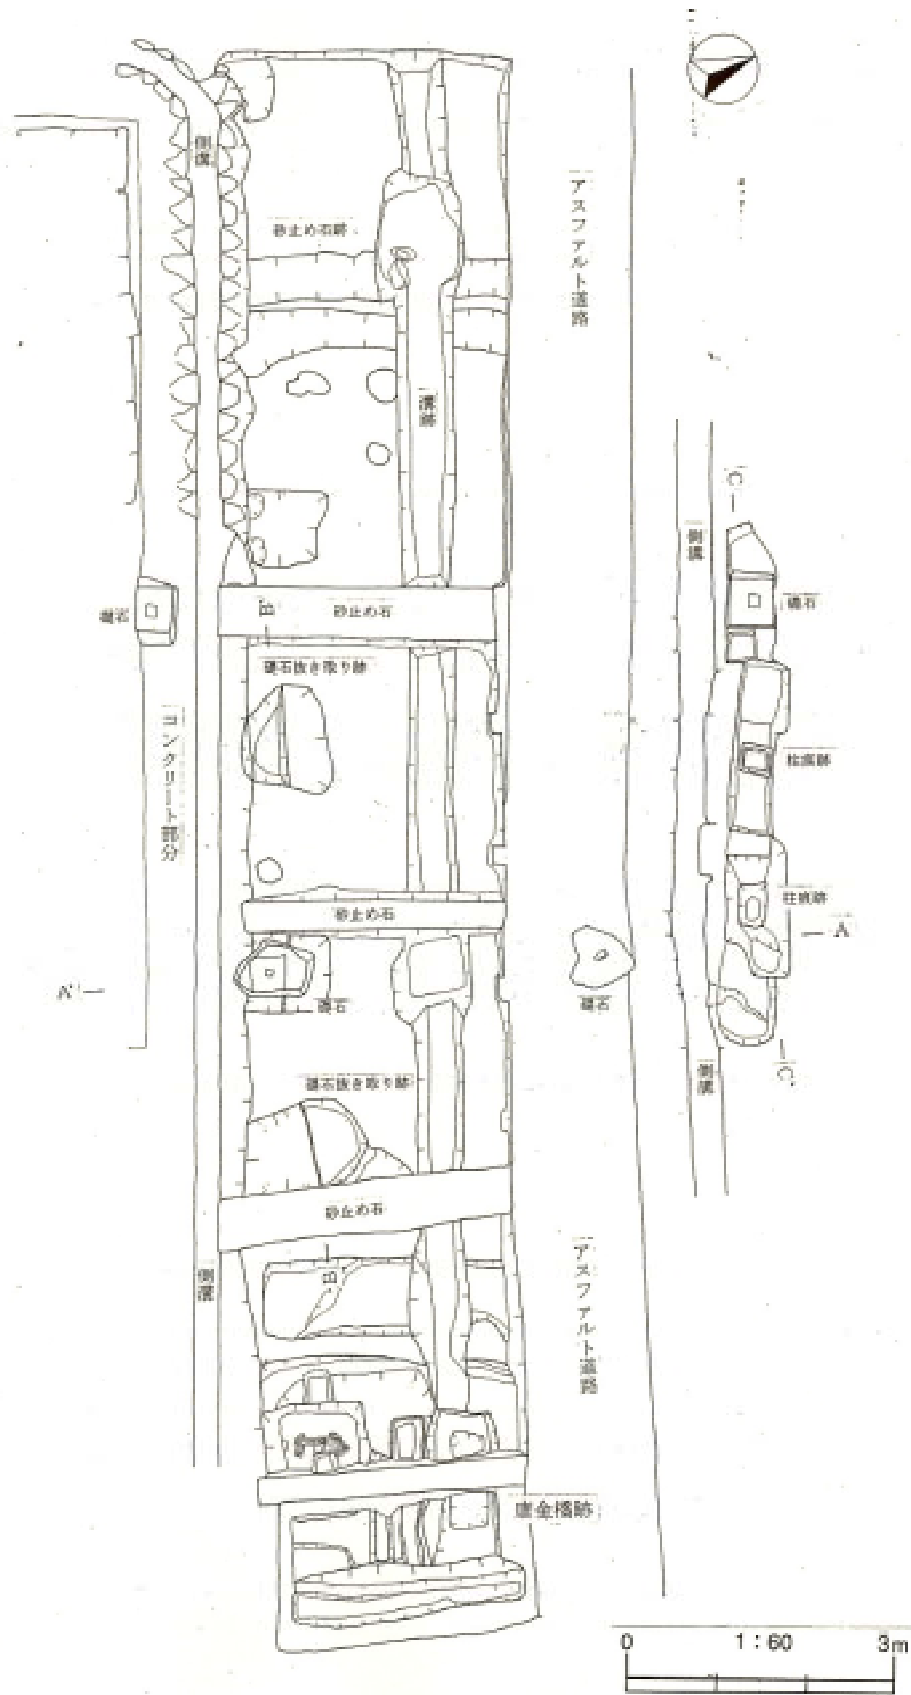 側溝
砂止め石跡
アスファルト道路
溝跡
C
側溝
礎石
礎石
B
砂止め石
礎石抜き取り跡
コンクリート部分
柱痕跡
柱痕跡
砂止め石
A
A'
礎石
礎石
側溝
C'
礎石抜き取り跡
砂止め石
側溝
アスファルト道路
唐金橋跡
0
1:60
3m